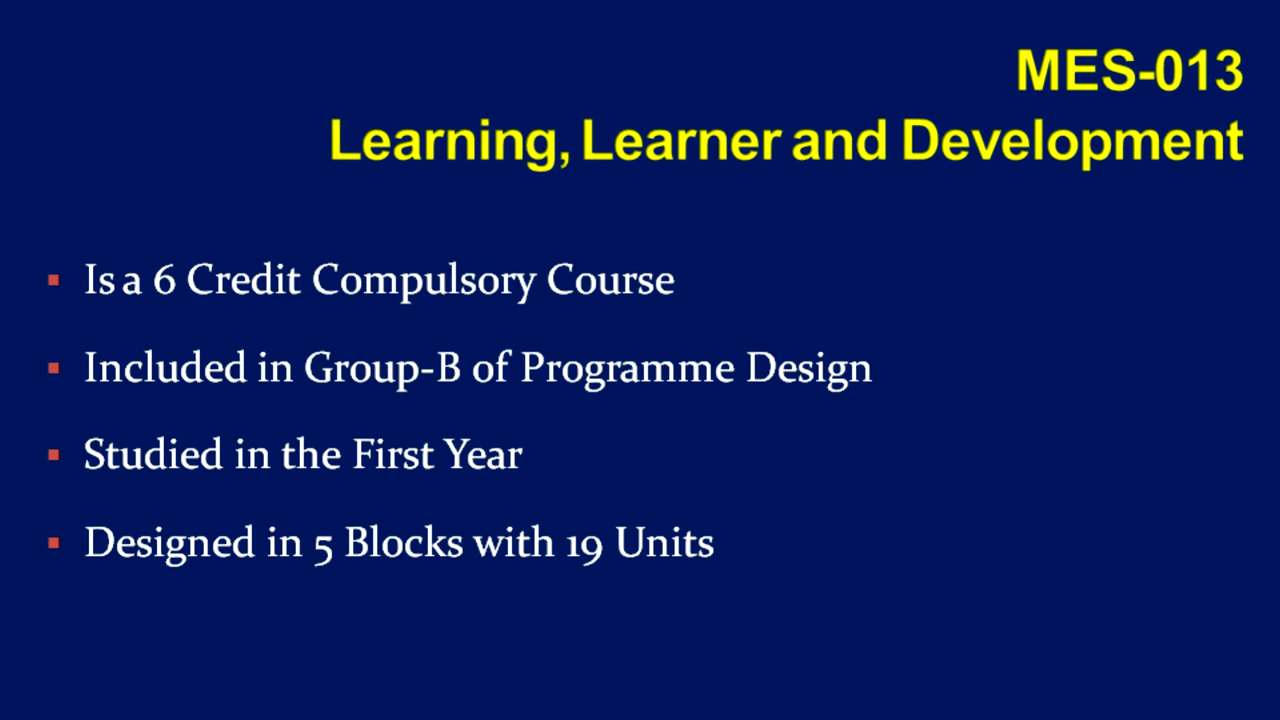 MES-013
Learning, Learner and Development
Is a 6 Credit Compulsory Course
Included in Group-B of Programme Design
Studied in the First Year
Designed in 5 Blocks with 19 Units